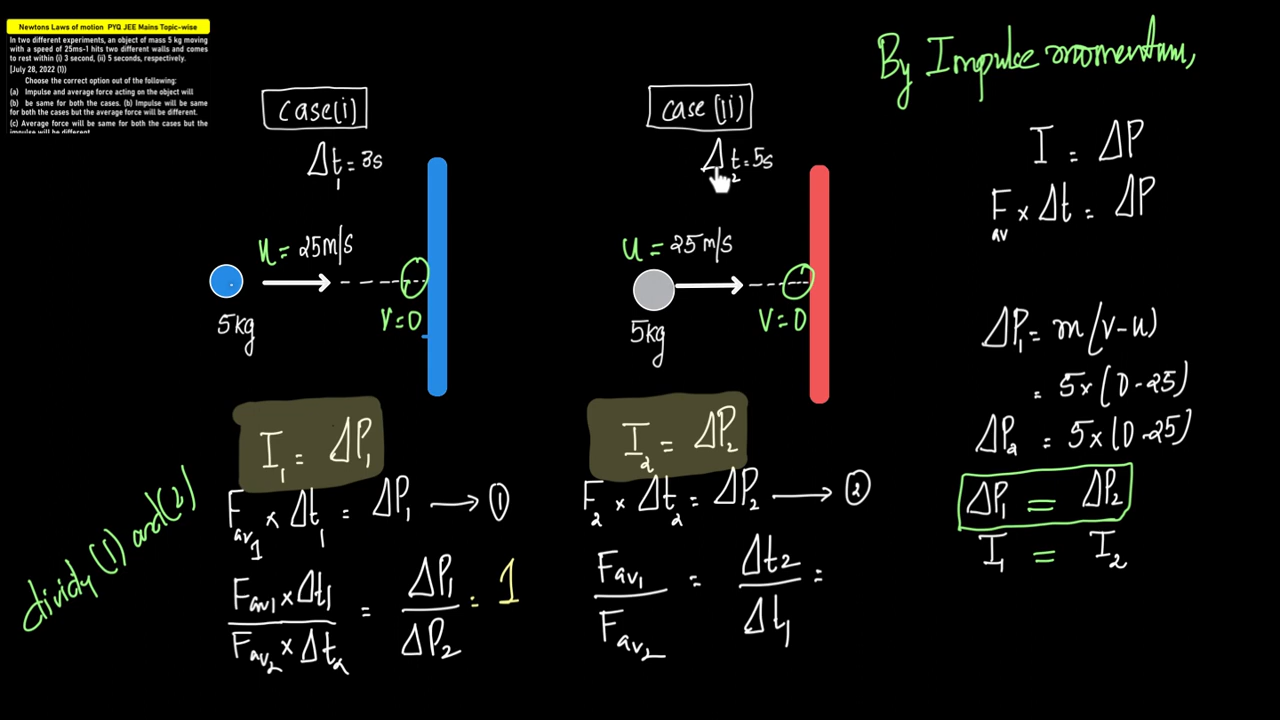 Newtons Laws of motion PYQ JEE Mains Topic-wise
In two different experiments, an object of mass 5 kg moving
with a speed of 25ms-1 hits two different walls and comes
to rest within (i) 3 second, (ii) 5 seconds, respectively.
[July 28, 2022 (1)]
Choose the correct option out of the following:
(a) Impulse and average force acting on the object will
(b) be same for both the cases. (b) Impulse will be same
for both the cases but the average force will be different.
(c) Average force will be same for both the cases but the
impulse will be different
case(i)
Δt₁ = 3s
u = 25m/s
5kg
v=0
I₁ = ΔP₁
Fav₁ × Δt₁ = ΔP₁ → ①
Fav₁×Δt₁ / Fav₂×Δt₂ = ΔP₁ / ΔP₂ = 1
case (ii)
Δt₂ = 5s
u = 25m/s
5kg
v=0
I₂ = ΔP₂
F₂ × Δt₂ = ΔP₂ → ②
Fav₁ / Fav₂ = Δt₂ / Δt₁ =
By Impulse momentum,
I = ΔP
Fav × Δt = ΔP
ΔP₁ = m(v-u)
= 5×(0-25)
ΔP₂ = 5×(0-25)
ΔP₁ = ΔP₂
I₁ = I₂